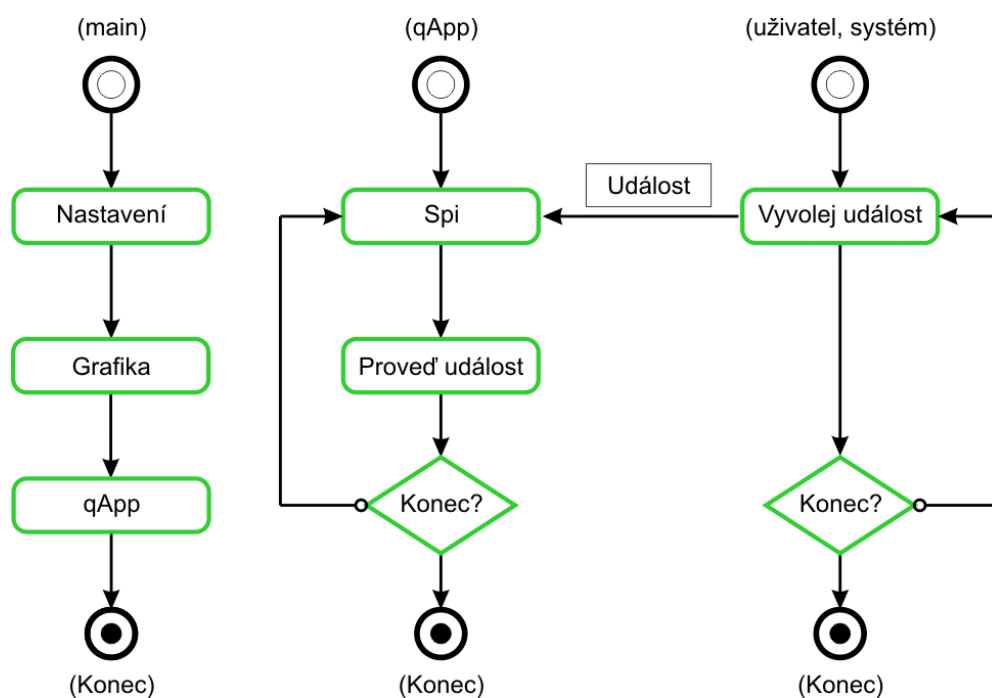 (main)
(qApp)
(uživatel, systém)
Událost
Nastavení
Spi
Vyvolej událost
Grafika
Proveď událost
qApp
Konec?
Konec?
(Konec)
(Konec)
(Konec)